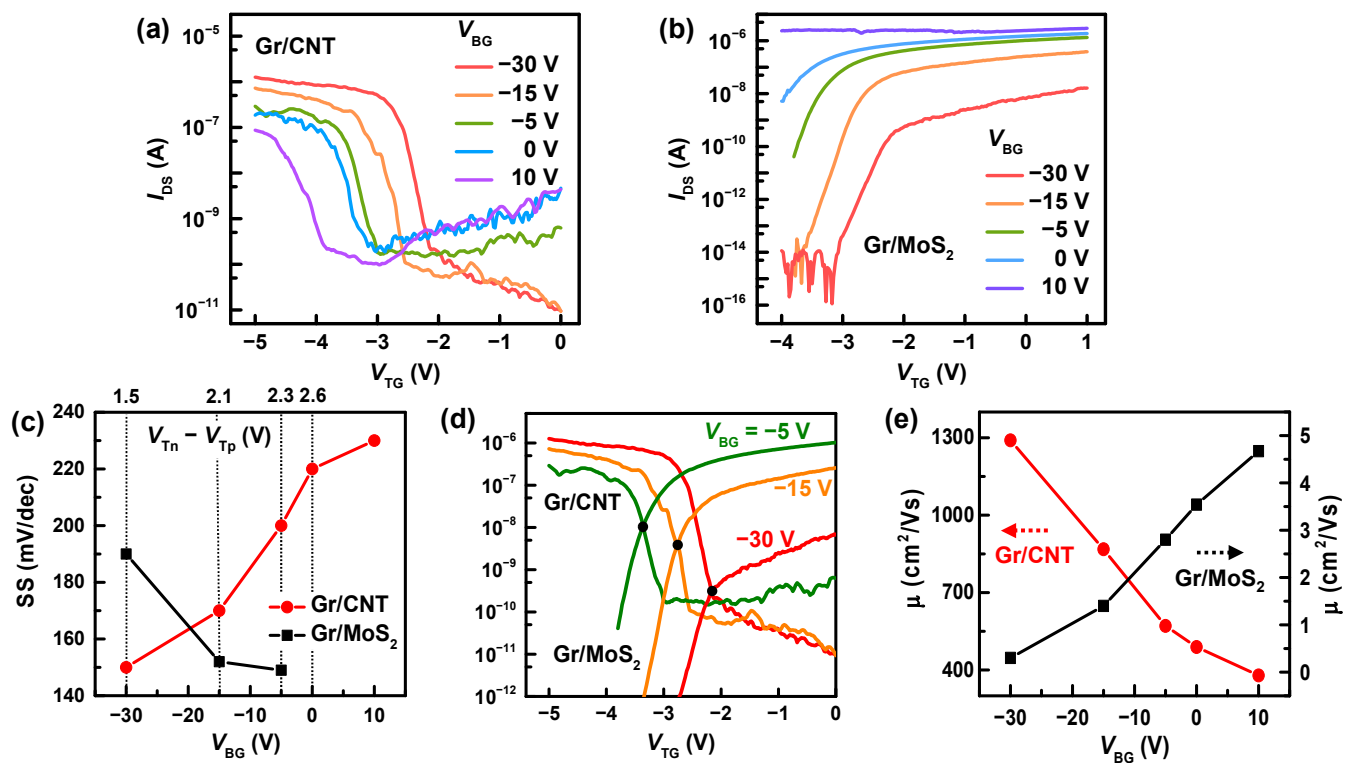 (a)
Gr/CNT
V_BG
−30 V
−15 V
−5 V
0 V
10 V
10⁻⁵
10⁻⁷
10⁻⁹
10⁻¹¹
I_DS (A)
−5 −4 −3 −2 −1 0
V_TG (V)
(b)
10⁻⁶
10⁻⁸
10⁻¹⁰
10⁻¹²
10⁻¹⁴
10⁻¹⁶
I_DS (A)
V_BG
−30 V
−15 V
−5 V
0 V
10 V
Gr/MoS₂
−4 −3 −2 −1 0 1
V_TG (V)
(c)
1.5 2.1 2.3 2.6
V_Tn − V_Tp (V)
240
220
200
180
160
140
SS (mV/dec)
Gr/CNT
Gr/MoS₂
−30 −20 −10 0 10
V_BG (V)
(d)
10⁻⁶
10⁻⁷
10⁻⁸
10⁻⁹
10⁻¹⁰
10⁻¹¹
10⁻¹²
V_BG = −5 V
−15 V
−30 V
Gr/CNT
Gr/MoS₂
−5 −4 −3 −2 −1 0
V_TG (V)
(e)
1300
1000
700
400
μ (cm²/Vs)
Gr/CNT
Gr/MoS₂
5
4
3
2
1
0
μ (cm²/Vs)
−30 −20 −10 0 10
V_BG (V)